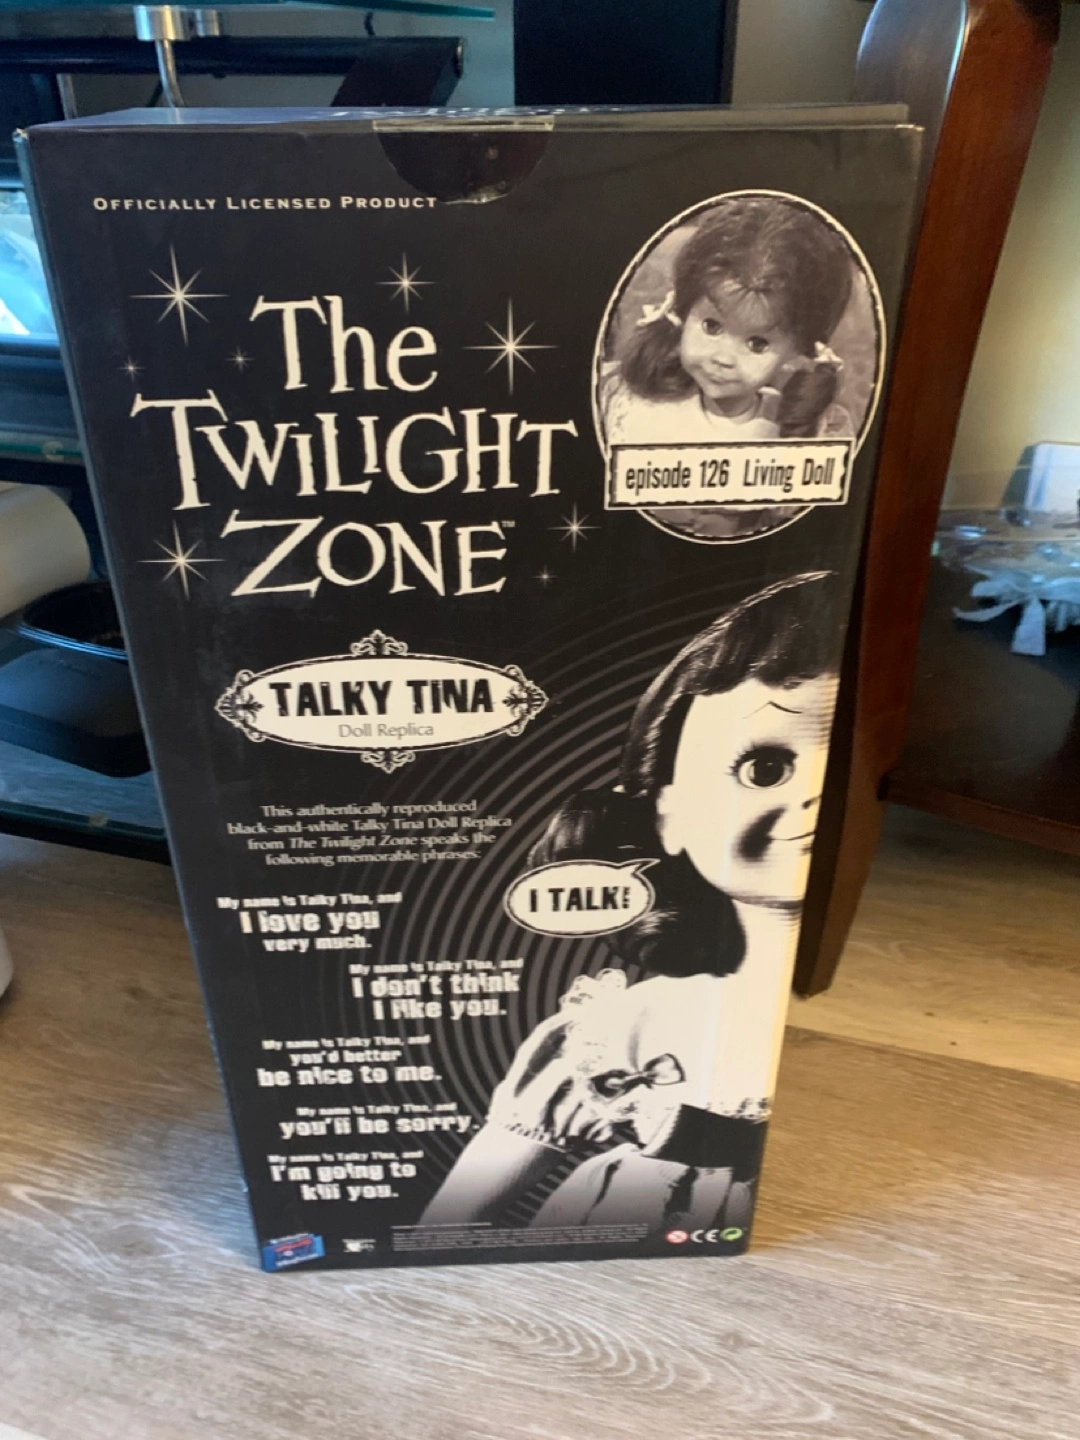 OFFICIALLY LICENSED PRODUCT
The
TWILIGHT
ZONE™
episode 126 Living Doll
TALKY TINA
Doll Replica
This authentically reproduced
black-and-white Talky Tina Doll Replica
from The Twilight Zone speaks the
following memorable phrases:
I TALK!
My name is Talky Tina, and
I love you
very much.
My name is Talky Tina, and
I don't think
I like you.
My name is Talky Tina, and
you'd better
be nice to me.
My name is Talky Tina, and
you'll be sorry.
My name is Talky Tina, and
I'm going to
kill you.
CE